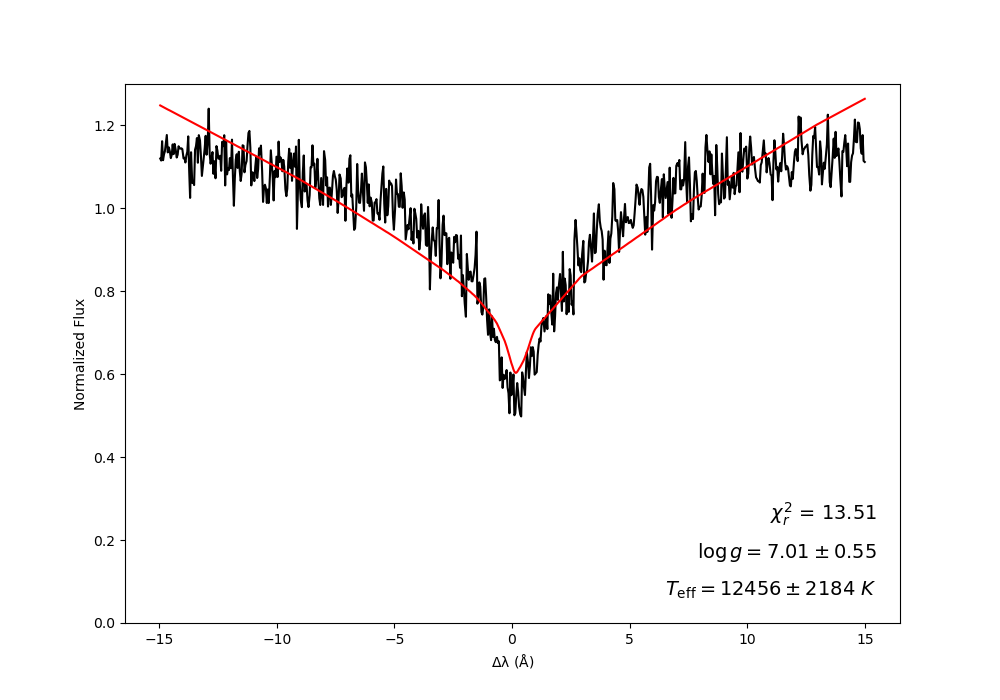 Normalized Flux
1.2
1.0
0.8
0.6
0.4
0.2
0.0
χ²ᵣ = 13.51
log g = 7.01 ± 0.55
T_eff = 12456 ± 2184 K
−15 −10 −5 0 5 10 15
Δλ (Å)